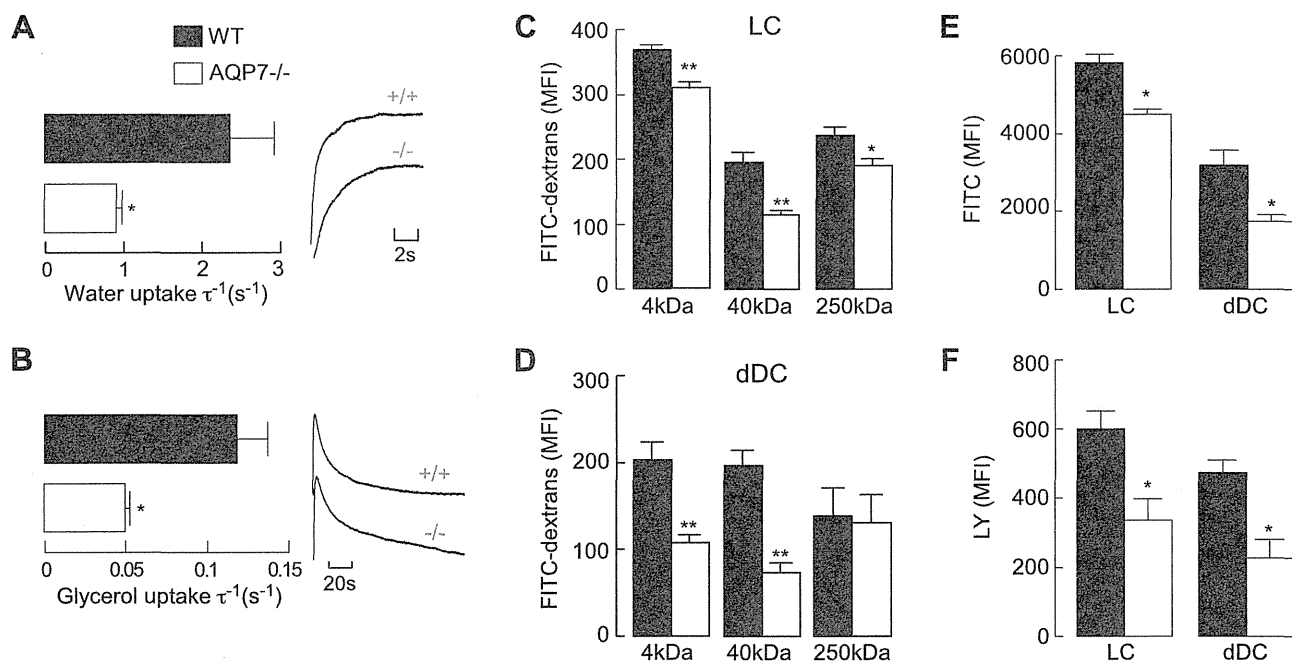 A
WT
AQP7-/-
+/+
-/-
*
2s
0 1 2 3
Water uptake τ⁻¹(s⁻¹)
B
+/+
-/-
*
20s
0 0.05 0.1 0.15
Glycerol uptake τ⁻¹(s⁻¹)
C
LC
FITC-dextrans (MFI)
400
300
200
100
0
**
**
*
4kDa 40kDa 250kDa
D
dDC
FITC-dextrans (MFI)
300
200
100
0
**
**
4kDa 40kDa 250kDa
E
FITC (MFI)
6000
4000
2000
0
*
*
LC dDC
F
LY (MFI)
800
600
400
200
0
*
*
LC dDC